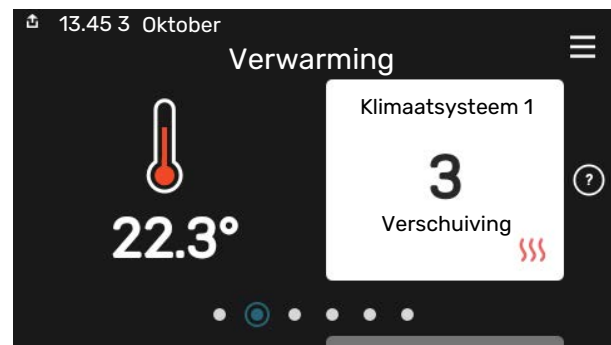 13.45 3 Oktober
Verwarming
Klimaatsysteem 1
3
Verschuiving
22.3°
?